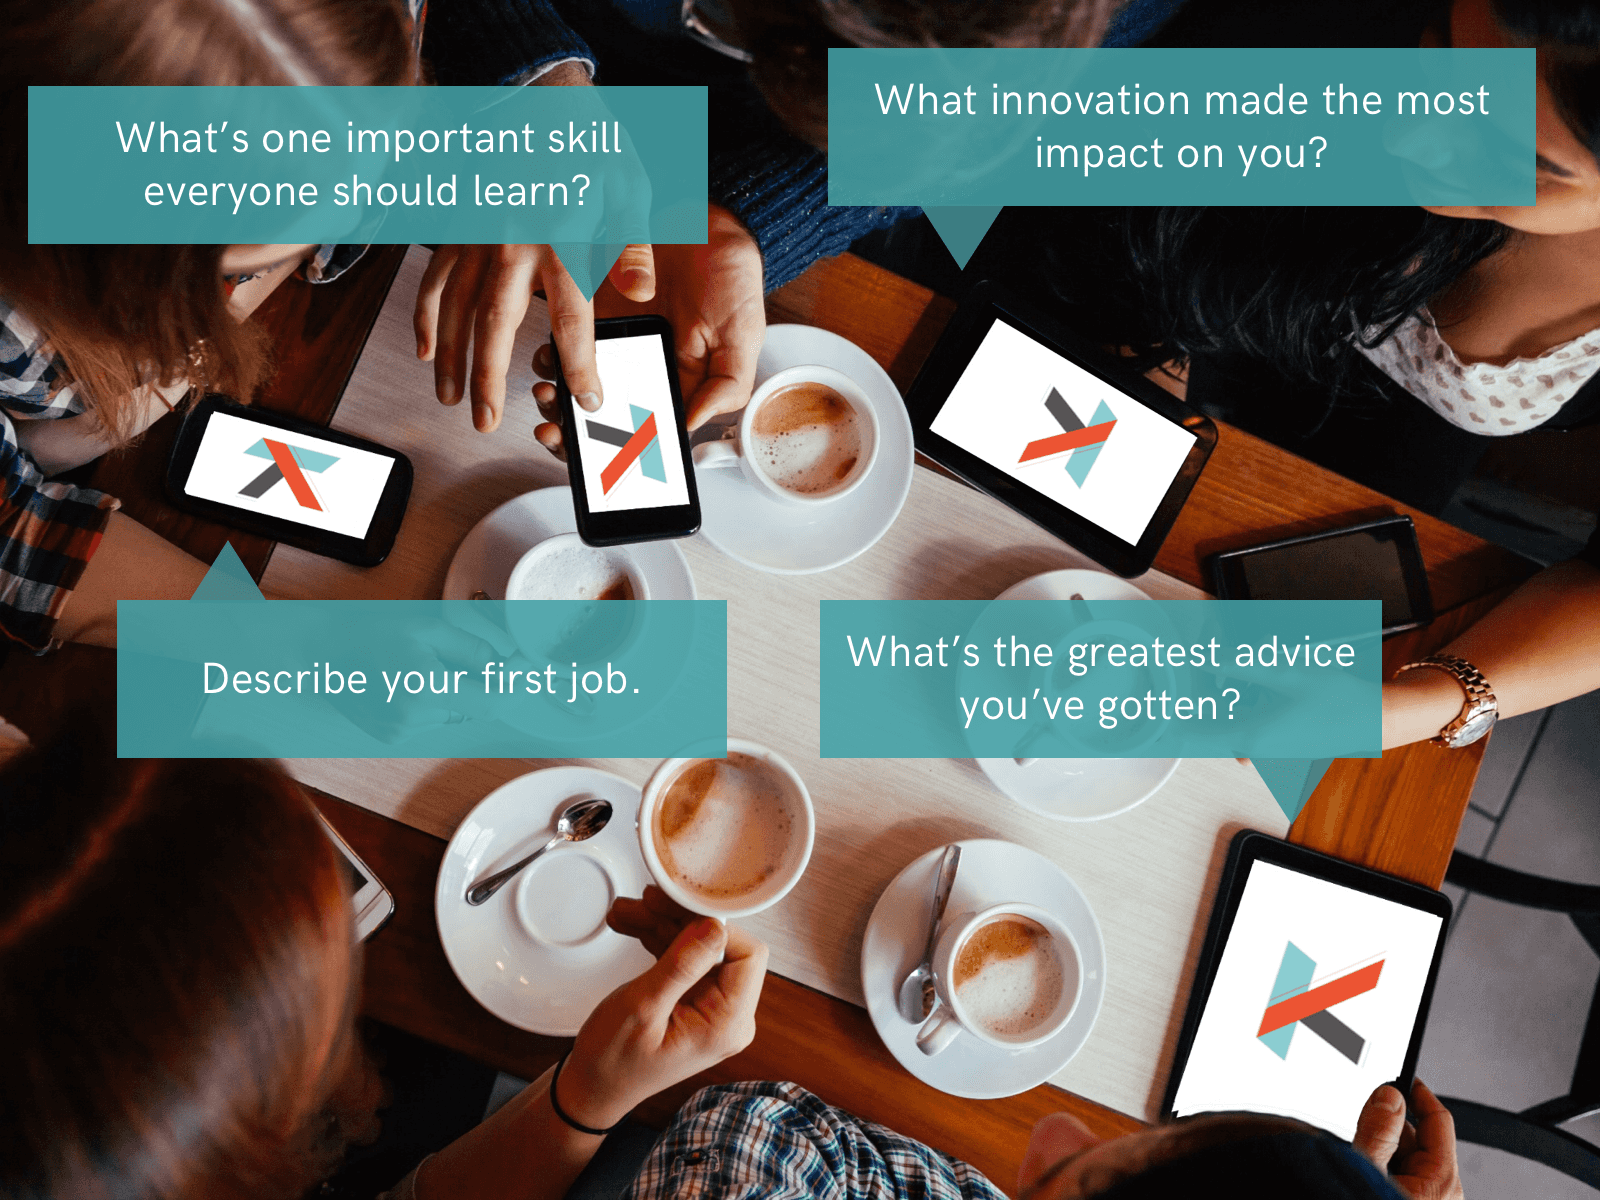 What’s one important skill
everyone should learn?
What innovation made the most
impact on you?
Describe your first job.
What’s the greatest advice
you’ve gotten?